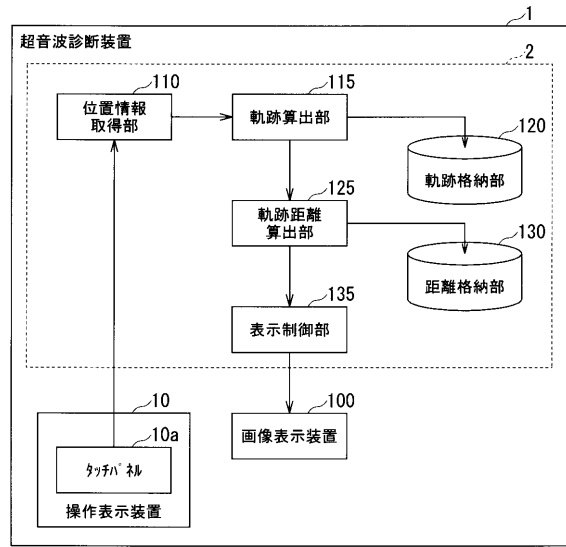 1
超音波診断装置
2
110
位置情報
取得部
115
軌跡算出部
120
軌跡格納部
125
軌跡距離
算出部
130
距離格納部
135
表示制御部
10
10a
ﾀｯﾁﾊﾟﾈﾙ
操作表示装置
100
画像表示装置